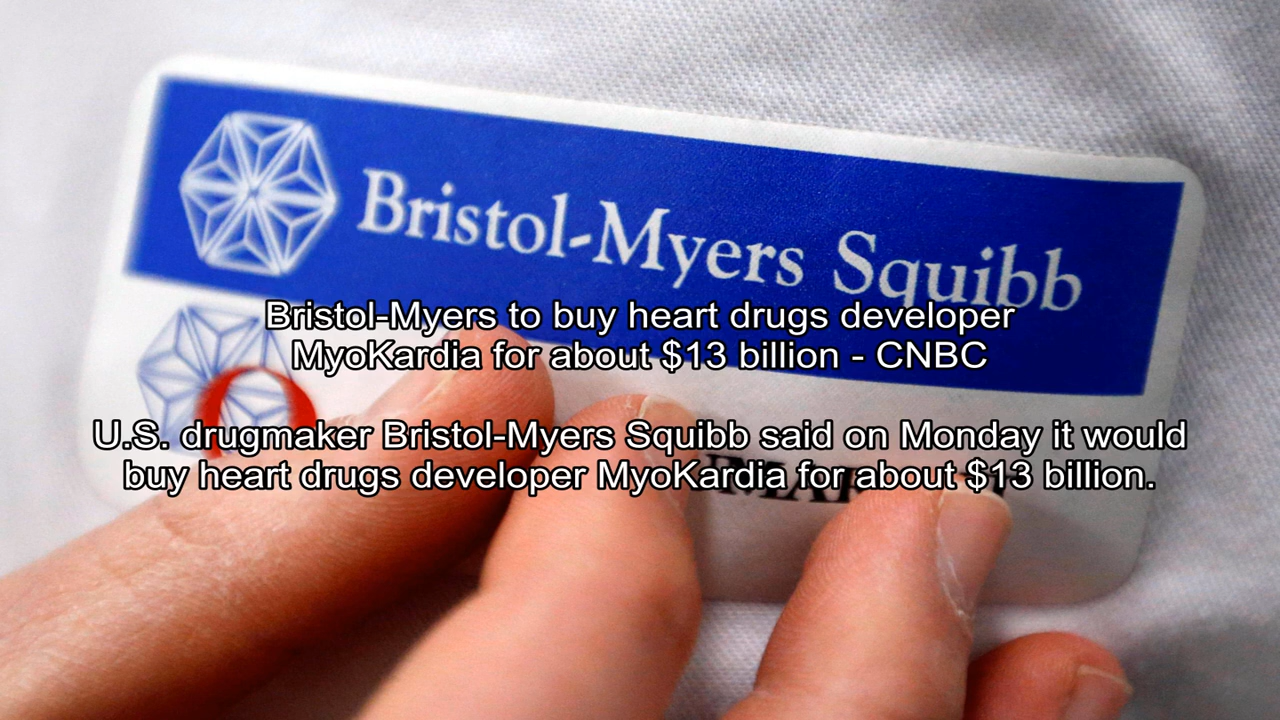 Bristol-Myers Squibb
Bristol-Myers to buy heart drugs developer
MyoKardia for about $13 billion - CNBC
U.S. drugmaker Bristol-Myers Squibb said on Monday it would
buy heart drugs developer MyoKardia for about $13 billion.